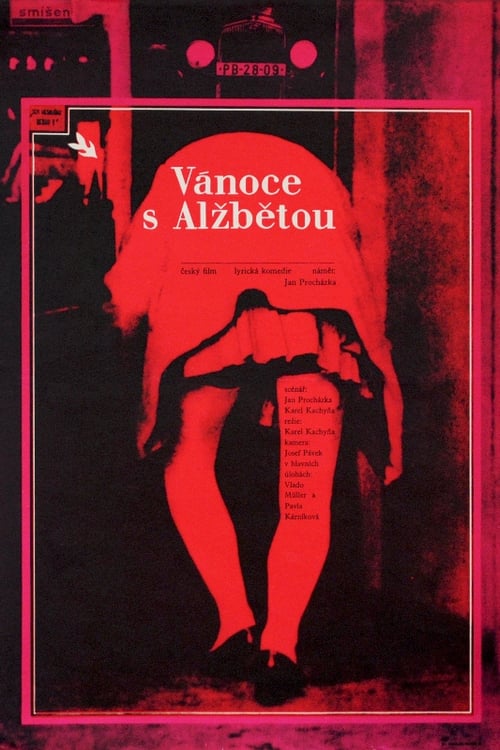 smíšen
PB-28-09
Vánoce
s Alžbětou
český film lyrická komedie námět:
Jan Procházka
scénář:
Jan Procházka
Karel Kachyňa
režie:
Karel Kachyňa
kamera:
Josef Pávek
v hlavních
úlohách:
Vlado
Müller a
Pavla
Kárníková